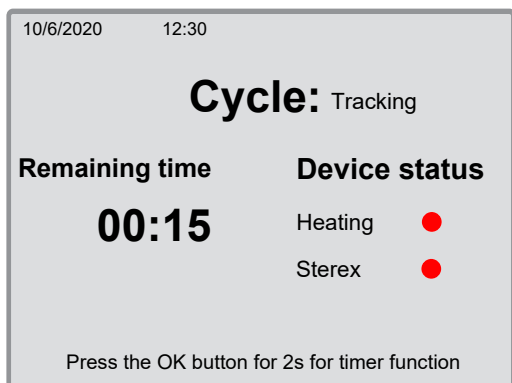 10/6/2020 12:30
Cycle: Tracking
Remaining time
00:15
Device status
Heating
Sterex
Press the OK button for 2s for timer function